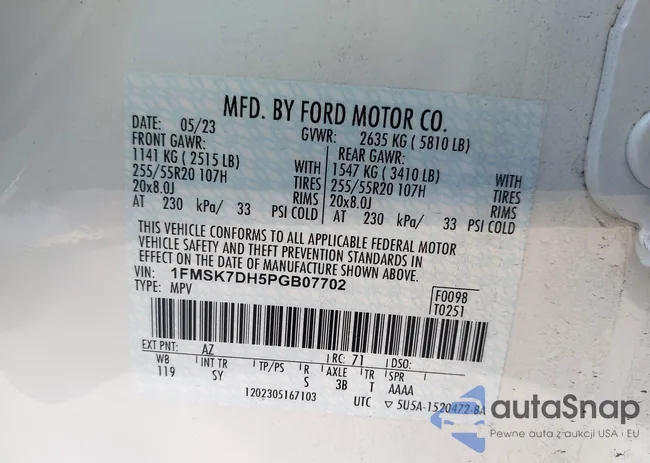 MFD. BY FORD MOTOR CO.
DATE: 05/23 GVWR: 2635 KG ( 5810 LB)
FRONT GAWR: REAR GAWR:
1141 KG ( 2515 LB) WITH 1547 KG ( 3410 LB) WITH
255/55R20 107H TIRES 255/55R20 107H TIRES
20x8.0J RIMS 20x8.0J RIMS
AT 230 kPa/ 33 PSI COLD AT 230 kPa/ 33 PSI COLD
THIS VEHICLE CONFORMS TO ALL APPLICABLE FEDERAL MOTOR
VEHICLE SAFETY AND THEFT PREVENTION STANDARDS IN
EFFECT ON THE DATE OF MANUFACTURE SHOWN ABOVE.
VIN: 1FMSK7DH5PGB07702
TYPE: MPV
F0098
T0251
EXT PNT: AZ RC: 71 DSO:
WB INT TR TP/PS R AXLE TR SPR
119 SY S 3B T AAAA
1202305167103 UTC ▽ 5U5A-1520472-BA
autoSnap
Pewne auta z aukcji USA i EU